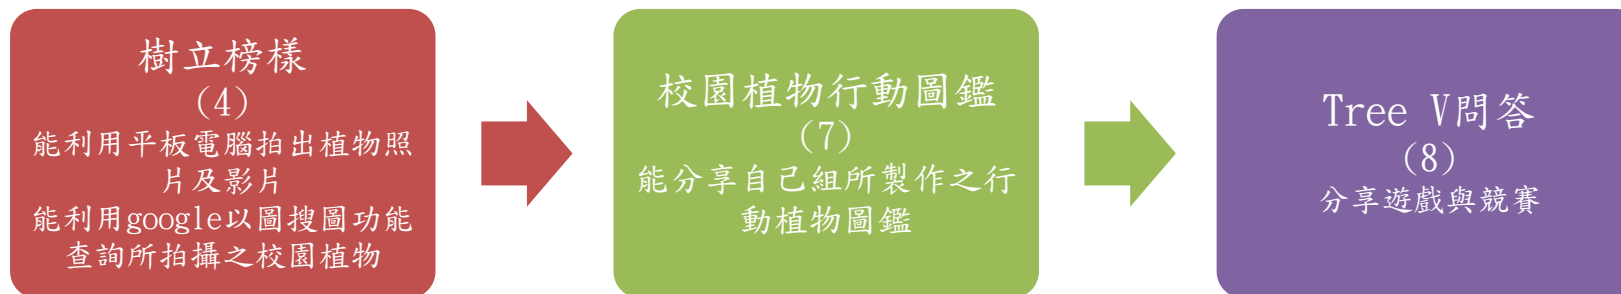 樹立榜樣
(4)
能利用平板電腦拍出植物照
片及影片
能利用google以圖搜圖功能
查詢所拍攝之校園植物
校園植物行動圖鑑
(7)
能分享自己組所製作之行
動植物圖鑑
Tree V問答
(8)
分享遊戲與競賽